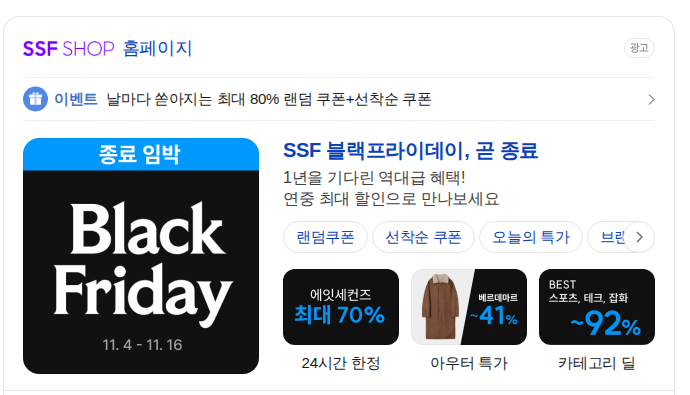 SSF SHOP 홈페이지
광고
이벤트 날마다 쏟아지는 최대 80% 랜덤 쿠폰+선착순 쿠폰
종료 임박
Black
Friday
11. 4 - 11. 16
SSF 블랙프라이데이, 곧 종료
1년을 기다린 역대급 혜택!
연중 최대 할인으로 만나보세요
랜덤쿠폰
선착순 쿠폰
오늘의 특가
에잇세컨즈
최대 70%
24시간 한정
베르데마르
~41%
아우터 특가
BEST
스포츠, 테크, 잡화
~92%
카테고리 딜